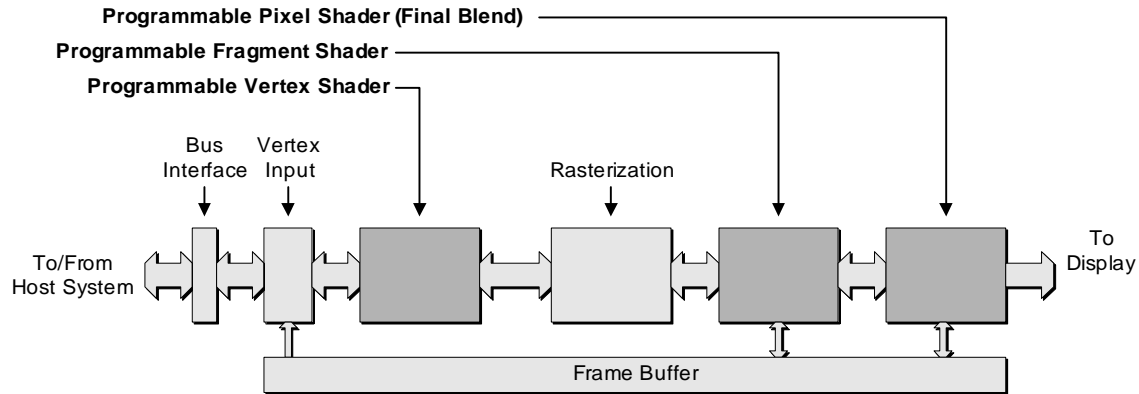 Programmable Pixel Shader (Final Blend)
Programmable Fragment Shader
Programmable Vertex Shader
Bus
Interface
Vertex
Input
Rasterization
To/From
Host System
To
Display
Frame Buffer